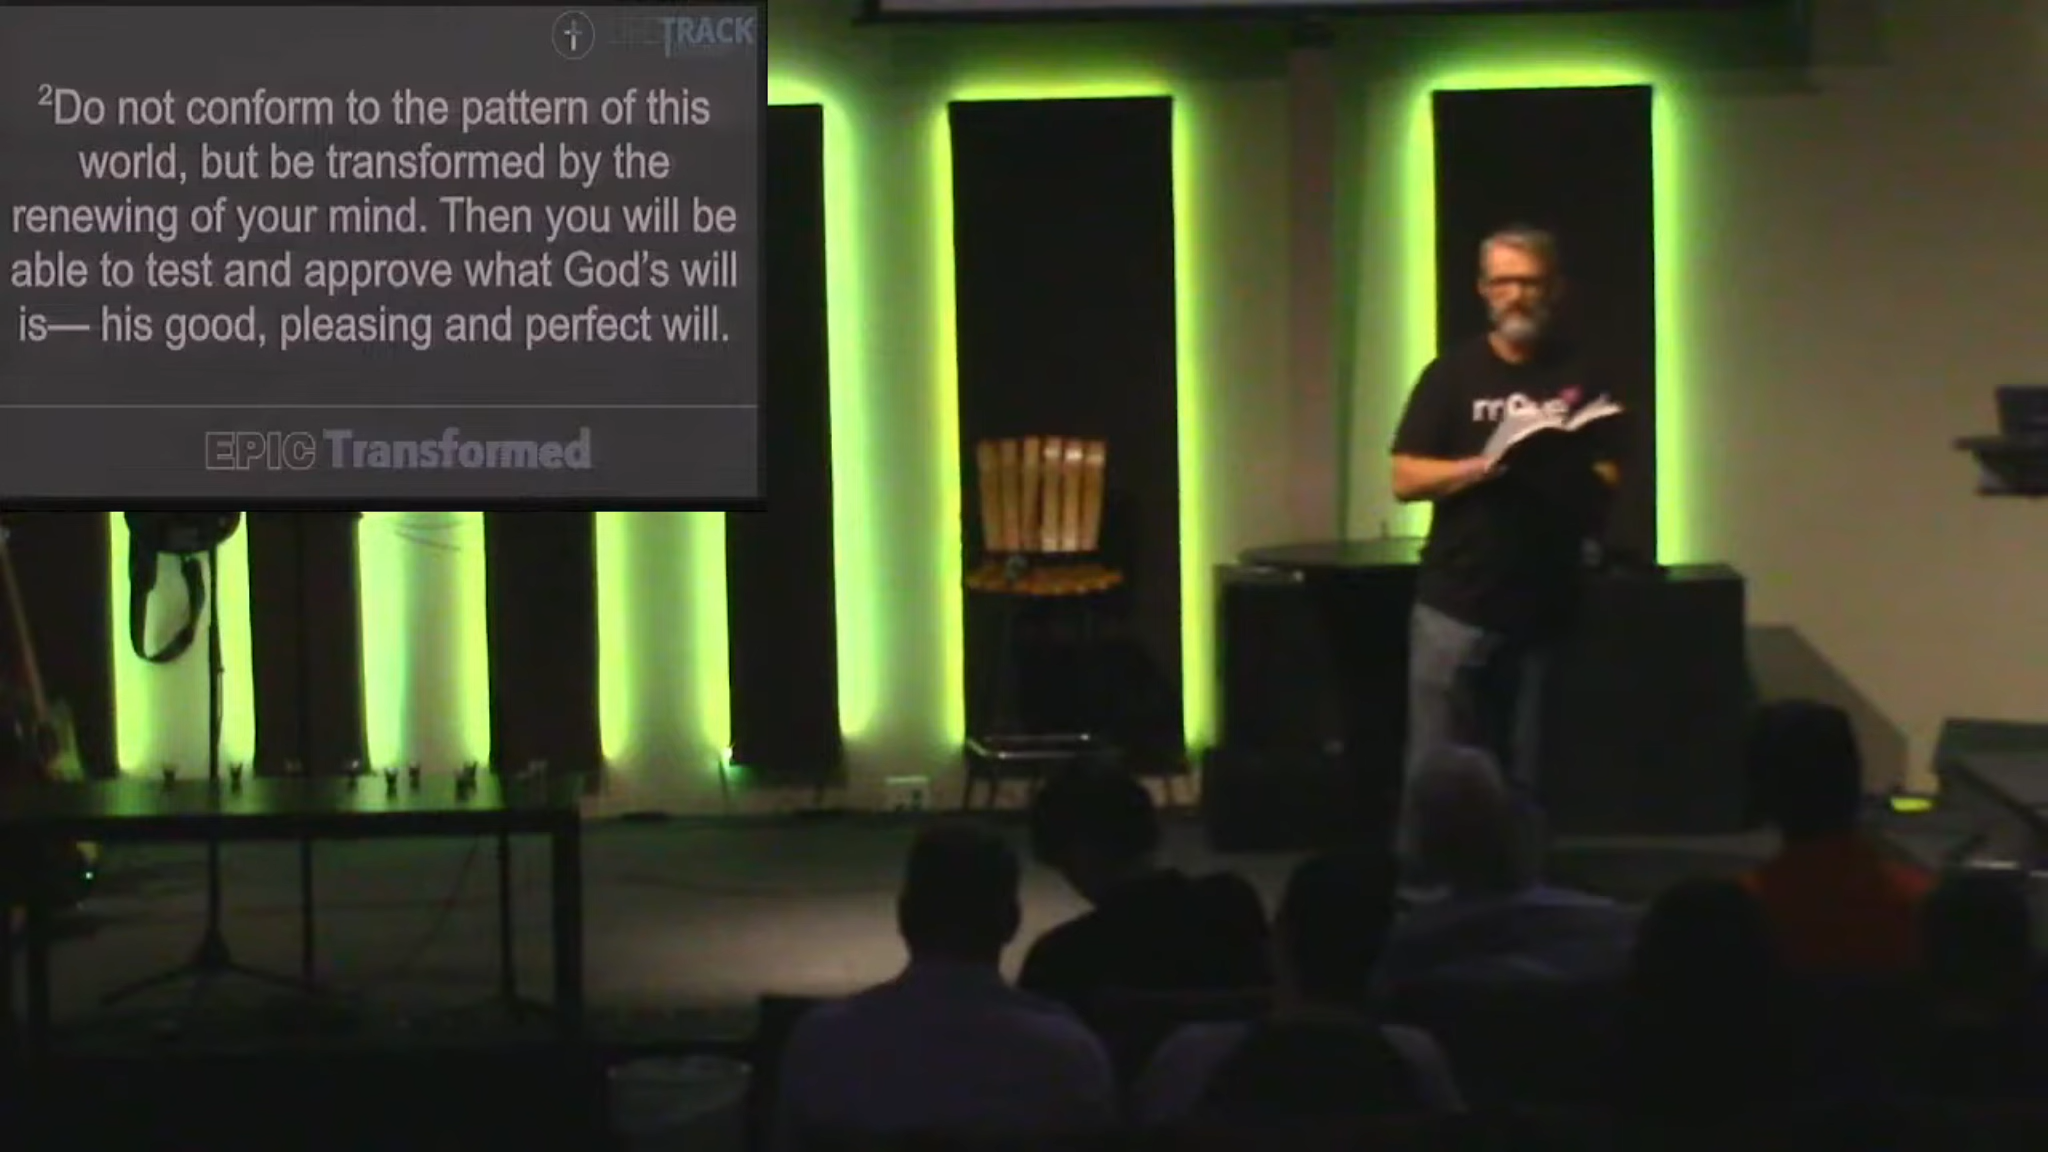 TRACK
²Do not conform to the pattern of this
world, but be transformed by the
renewing of your mind. Then you will be
able to test and approve what God’s will
is— his good, pleasing and perfect will.
EPIC Transformed